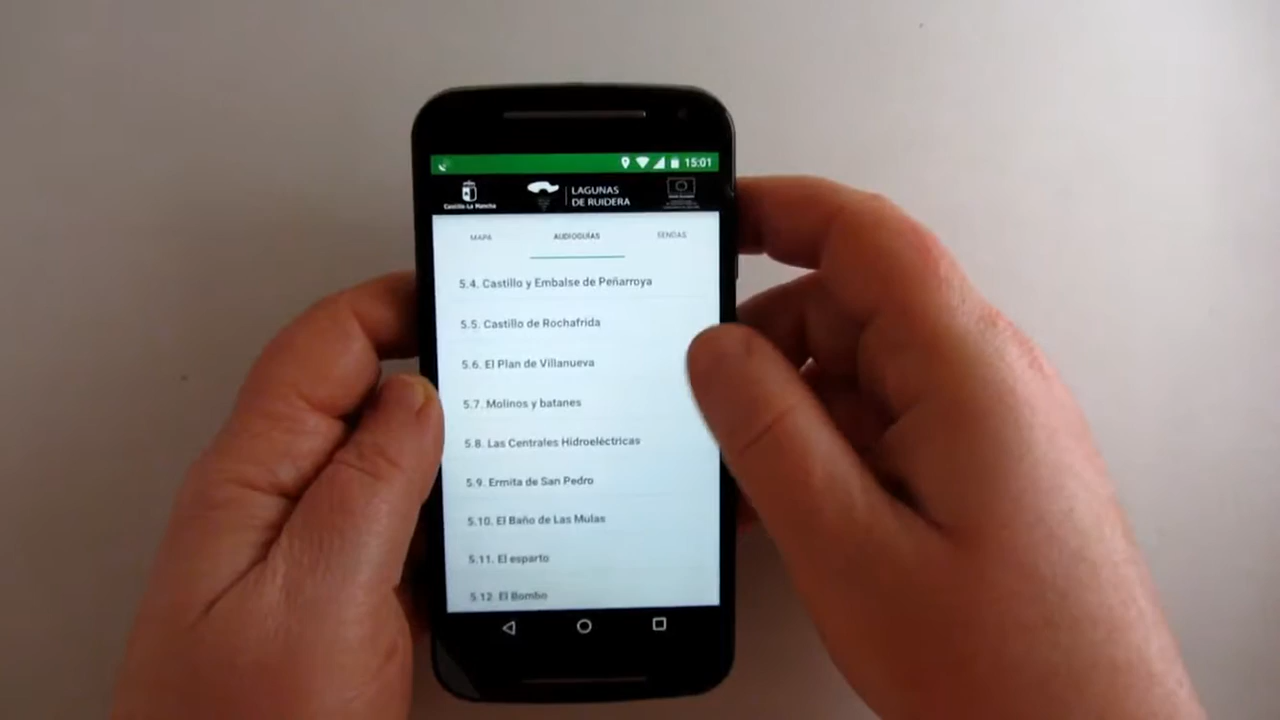 15:01
Castilla-La Mancha
LAGUNAS
DE RUIDERA
MAPA
AUDIOGUÍAS
SENDAS
5.4. Castillo y Embalse de Peñarroya
5.5. Castillo de Rochafrida
5.6. El Plan de Villanueva
5.7. Molinos y batanes
5.8. Las Centrales Hidroeléctricas
5.9. Ermita de San Pedro
5.10. El Baño de Las Mulas
5.11. El esparto
5.12. El Bombo